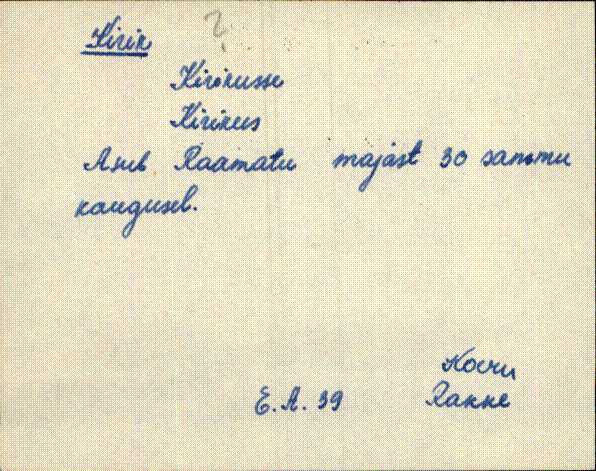 Kirik ?
Kirikusse
Kirikus
Asub Raamatu majast 30 sammu
kaugusel.
Koeru
E.A. 39 Rakke